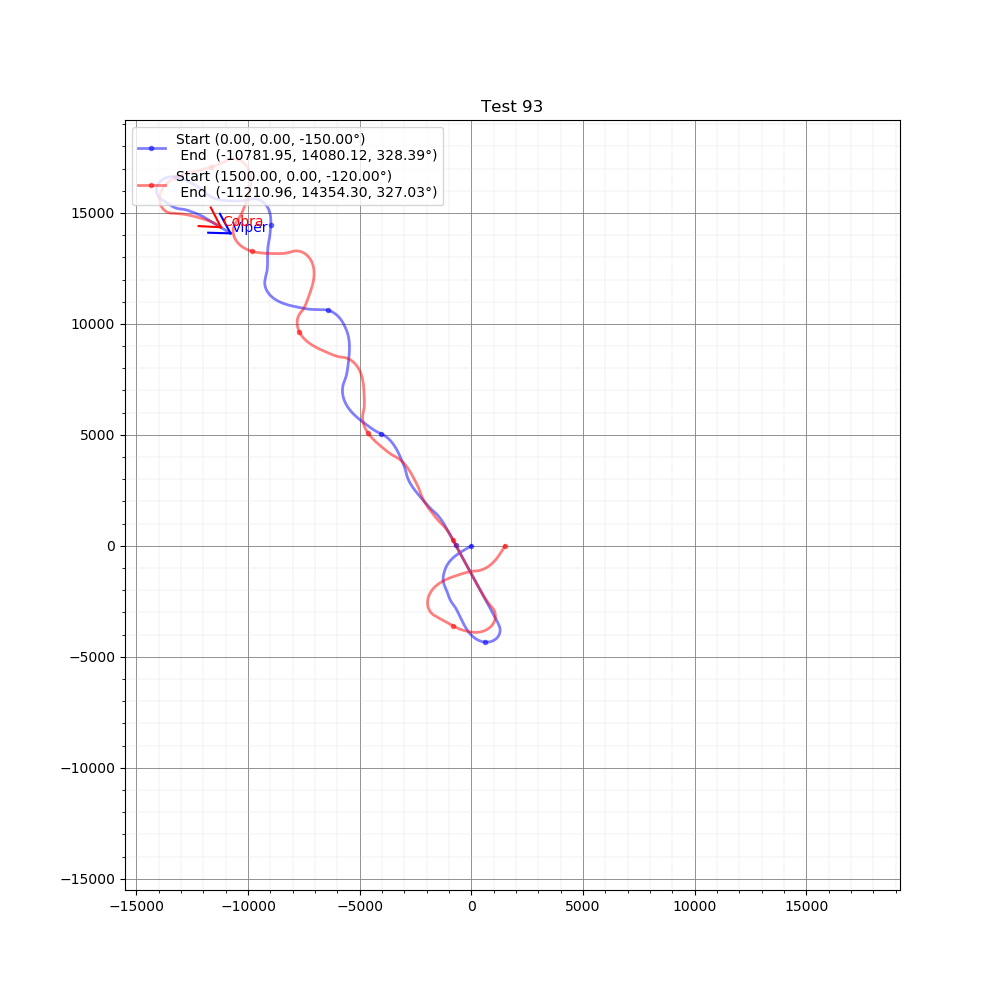 Test 93
Start (0.00, 0.00, -150.00°)
End (-10781.95, 14080.12, 328.39°)
Start (1500.00, 0.00, -120.00°)
End (-11210.96, 14354.30, 327.03°)
Cobra
Viper
15000
10000
5000
0
−5000
−10000
−15000
−15000 −10000 −5000 0 5000 10000 15000